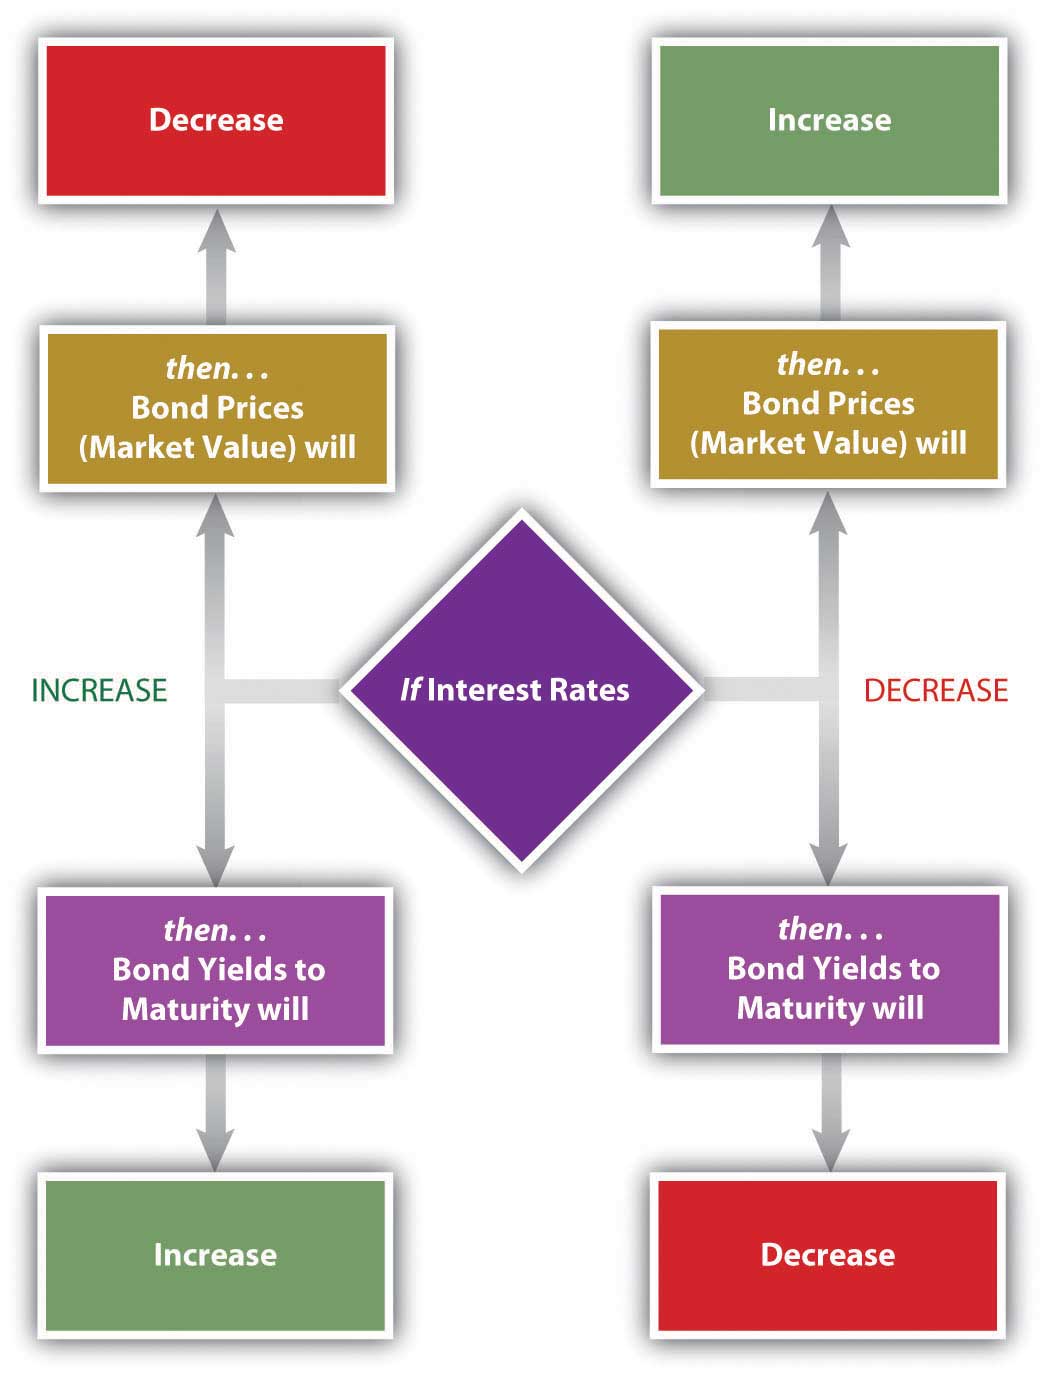 Decrease
Increase
then. . .
Bond Prices
(Market Value) will
then. . .
Bond Prices
(Market Value) will
INCREASE
If Interest Rates
DECREASE
then. . .
Bond Yields to
Maturity will
then. . .
Bond Yields to
Maturity will
Increase
Decrease